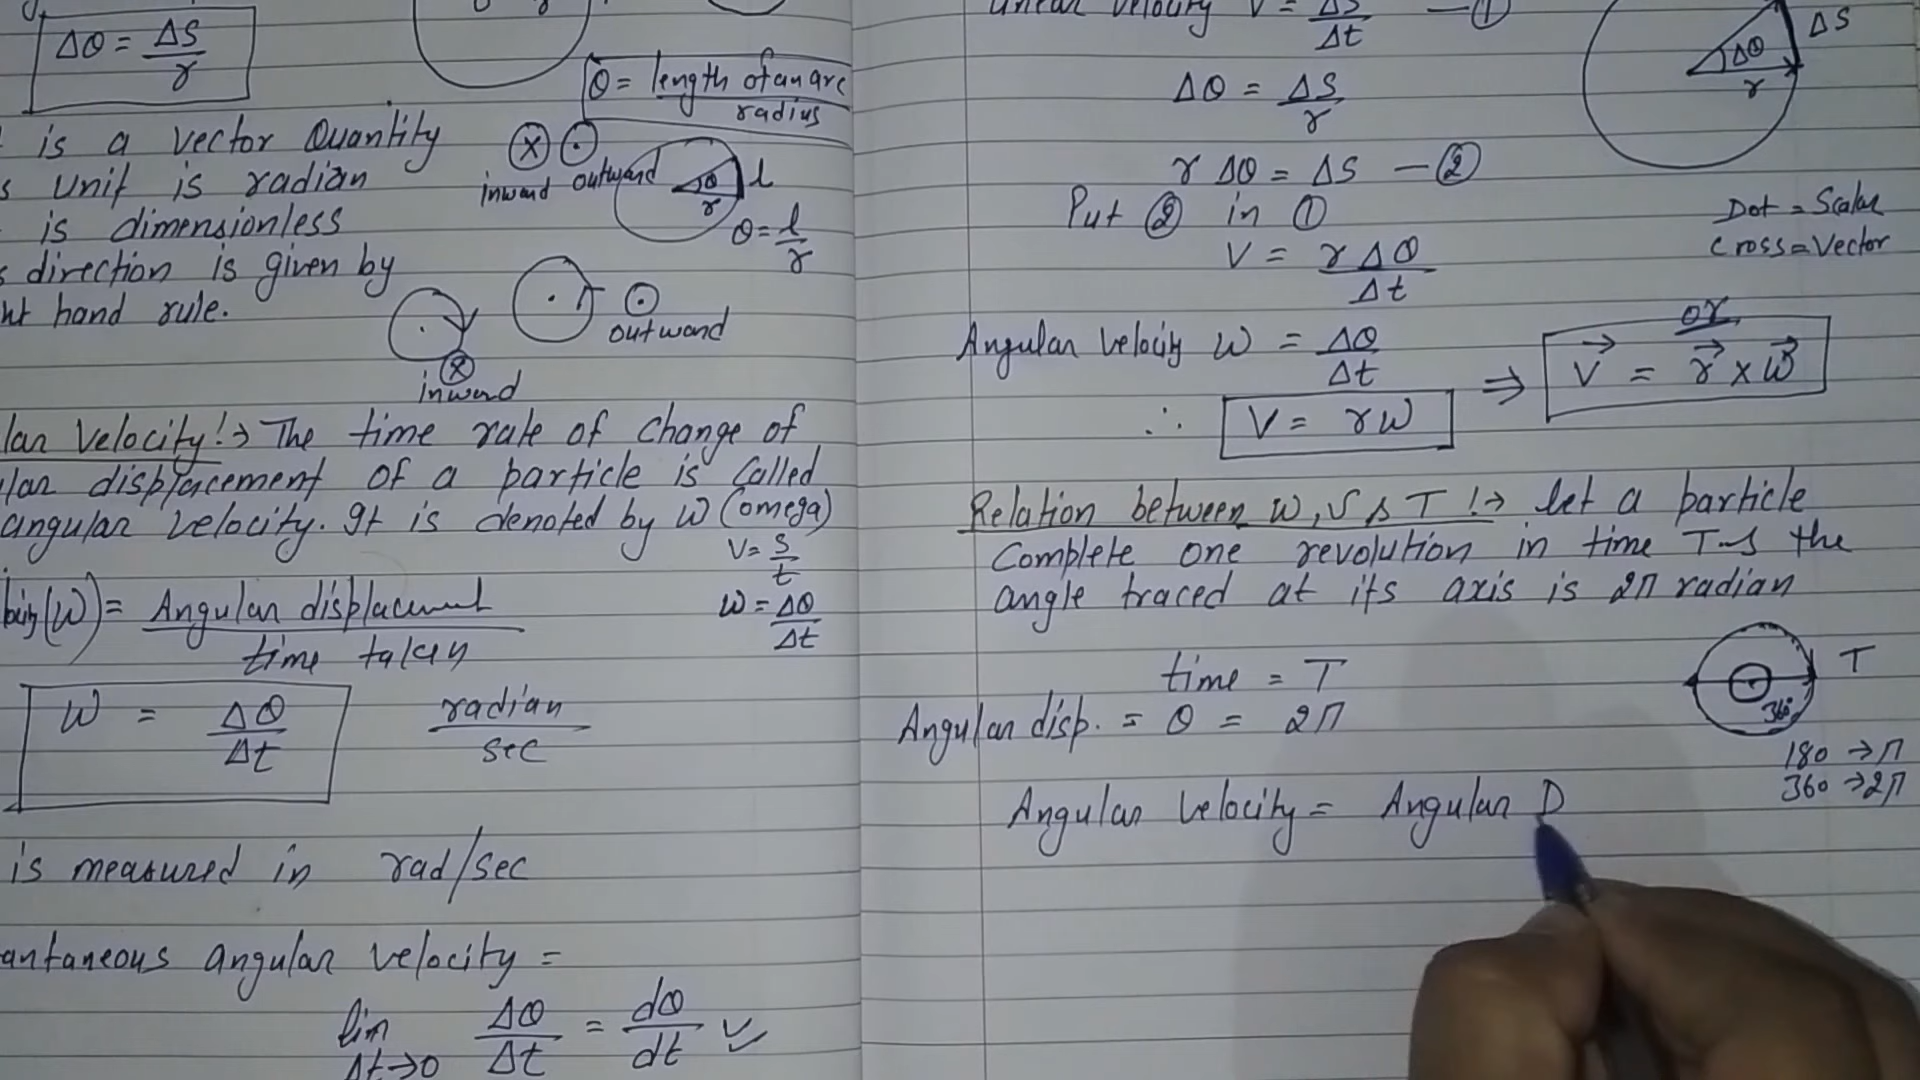 Δθ = ΔS
r
θ = length of an arc
radius
is a vector Quantity
inward outward
θ r l
θ = l
r
Unit is radian
is dimensionless
direction is given by
hand rule.
outward
inward
Velocity :→ The time rate of change of
displacement of a particle is called
angular velocity. It is denoted by ω (omega)
V = S
t
(ω) = Angular displacement
time taken
ω = Δθ
Δt
ω = Δθ
Δt
radian
sec
is measured in rad/sec
angular velocity =
lim Δθ = dθ
Δt→0 Δt dt
linear velocity V = ΔS — ①
Δt
ΔS
Δθ
r
Δθ = ΔS
r
r Δθ = ΔS — ②
Put ② in ①
Dot = Scalar
Cross = Vector
V = r Δθ
Δt
Angular Velocity ω = Δθ
Δt
or
∴ V = rω ⇒ V⃗ = r⃗ × ω⃗
Relation between ω, ν & T :→ let a particle
Complete one revolution in time T → the
angle traced at its axis is 2π radian
time = T
T
360°
Angular disp. = θ = 2π
180 → π
360 → 2π
Angular Velocity = Angular D